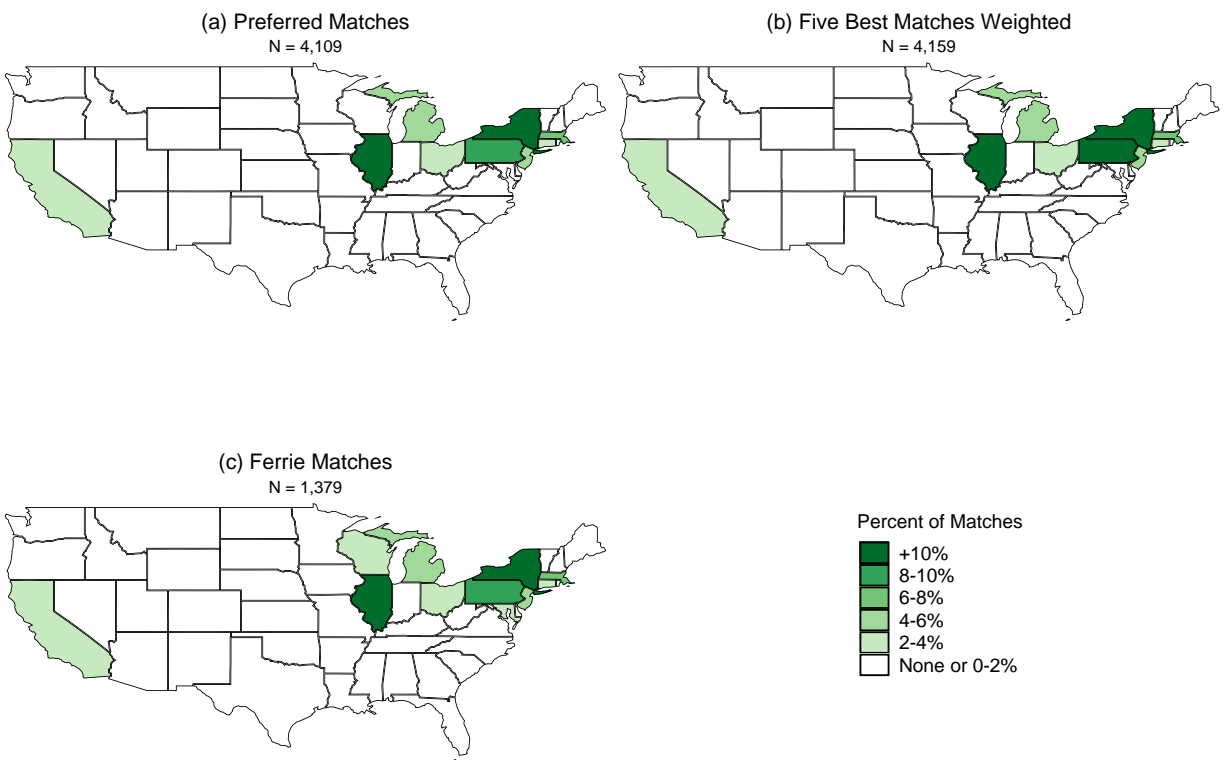 (a) Preferred Matches
N = 4,109
(b) Five Best Matches Weighted
N = 4,159
(c) Ferrie Matches
N = 1,379
Percent of Matches
+10%
8-10%
6-8%
4-6%
2-4%
None or 0-2%